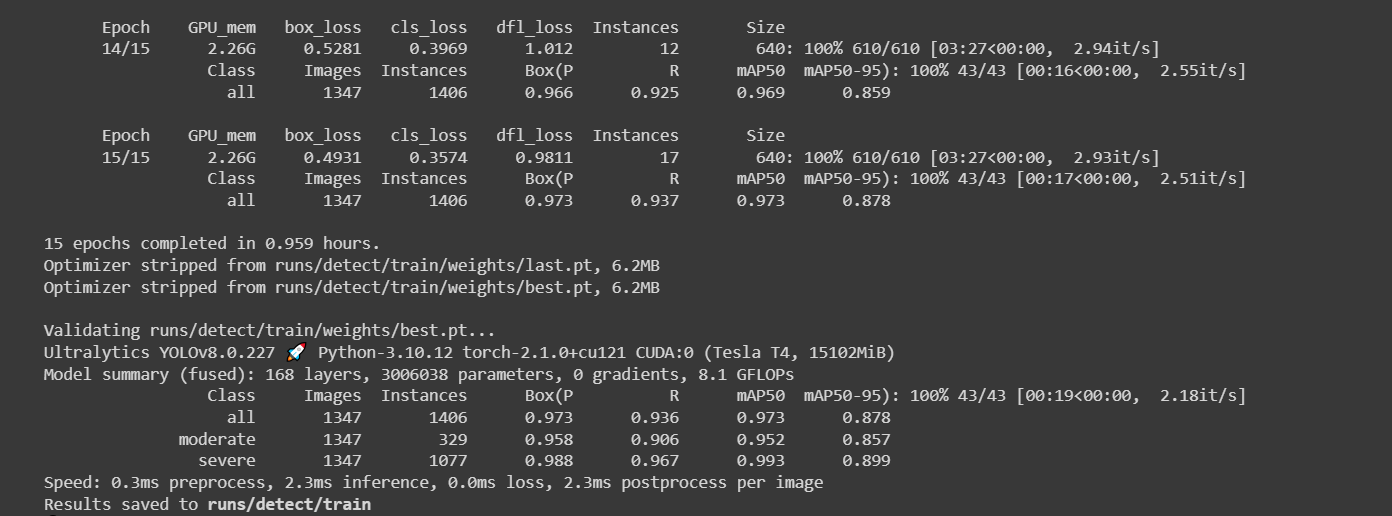 Epoch GPU_mem box_loss cls_loss dfl_loss Instances Size
14/15 2.26G 0.5281 0.3969 1.012 12 640: 100% 610/610 [03:27<00:00, 2.94it/s]
Class Images Instances Box(P R mAP50 mAP50-95): 100% 43/43 [00:16<00:00, 2.55it/s]
all 1347 1406 0.966 0.925 0.969 0.859
Epoch GPU_mem box_loss cls_loss dfl_loss Instances Size
15/15 2.26G 0.4931 0.3574 0.9811 17 640: 100% 610/610 [03:27<00:00, 2.93it/s]
Class Images Instances Box(P R mAP50 mAP50-95): 100% 43/43 [00:17<00:00, 2.51it/s]
all 1347 1406 0.973 0.937 0.973 0.878
15 epochs completed in 0.959 hours.
Optimizer stripped from runs/detect/train/weights/last.pt, 6.2MB
Optimizer stripped from runs/detect/train/weights/best.pt, 6.2MB
Validating runs/detect/train/weights/best.pt...
Ultralytics YOLOv8.0.227 🚀 Python-3.10.12 torch-2.1.0+cu121 CUDA:0 (Tesla T4, 15102MiB)
Model summary (fused): 168 layers, 3006038 parameters, 0 gradients, 8.1 GFLOPs
Class Images Instances Box(P R mAP50 mAP50-95): 100% 43/43 [00:19<00:00, 2.18it/s]
all 1347 1406 0.973 0.936 0.973 0.878
moderate 1347 329 0.958 0.906 0.952 0.857
severe 1347 1077 0.988 0.967 0.993 0.899
Speed: 0.3ms preprocess, 2.3ms inference, 0.0ms loss, 2.3ms postprocess per image
Results saved to runs/detect/train